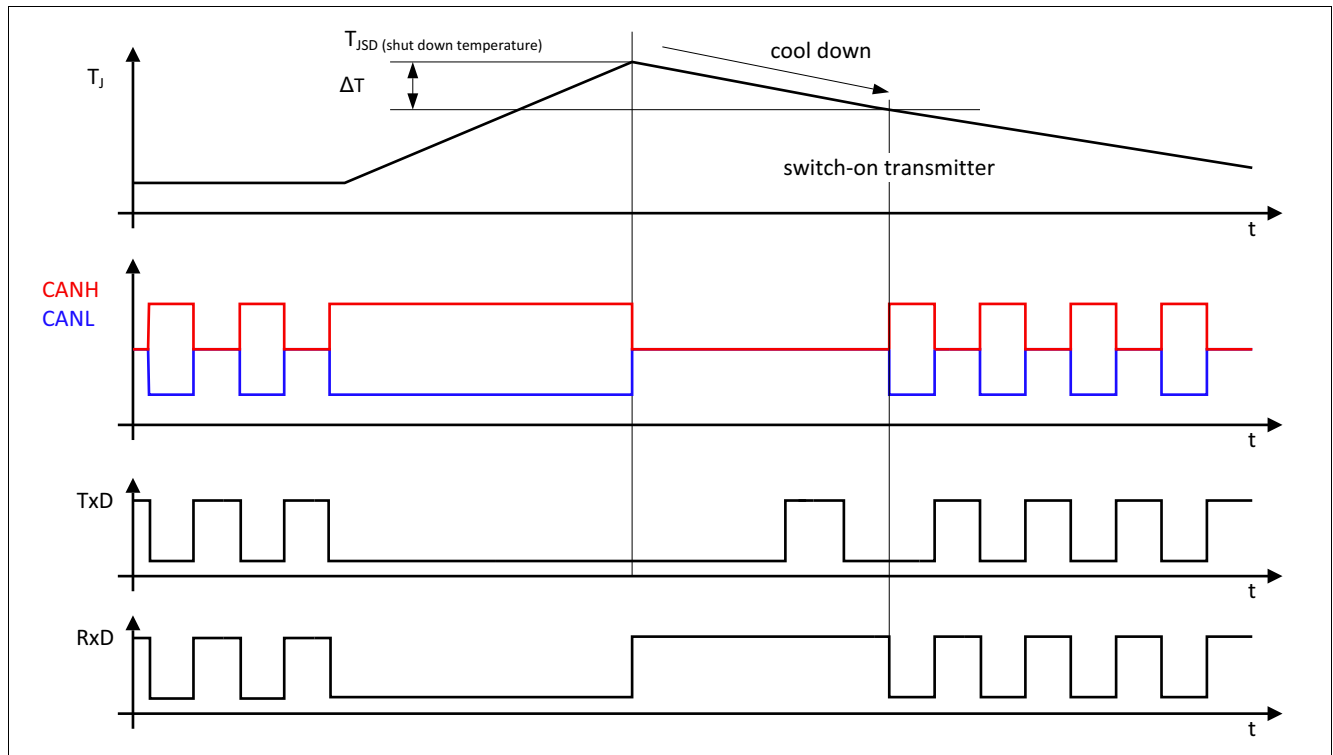 T_JSD (shut down temperature)
cool down
T_J
ΔT
switch-on transmitter
t
CANH
CANL
t
TxD
t
RxD
t